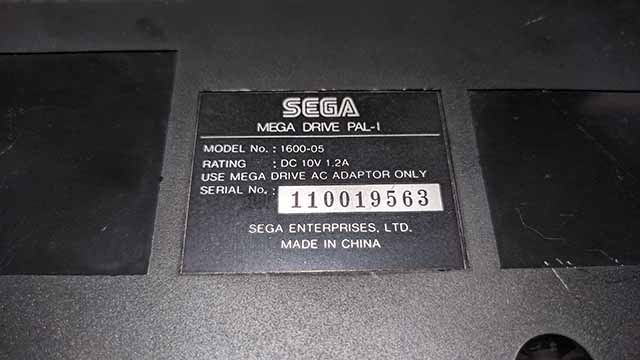 SEGA
MEGA DRIVE PAL-I
MODEL No. : 1600-05
RATING : DC 10V 1.2A
USE MEGA DRIVE AC ADAPTOR ONLY
SERIAL No. : 110019563
SEGA ENTERPRISES, LTD.
MADE IN CHINA